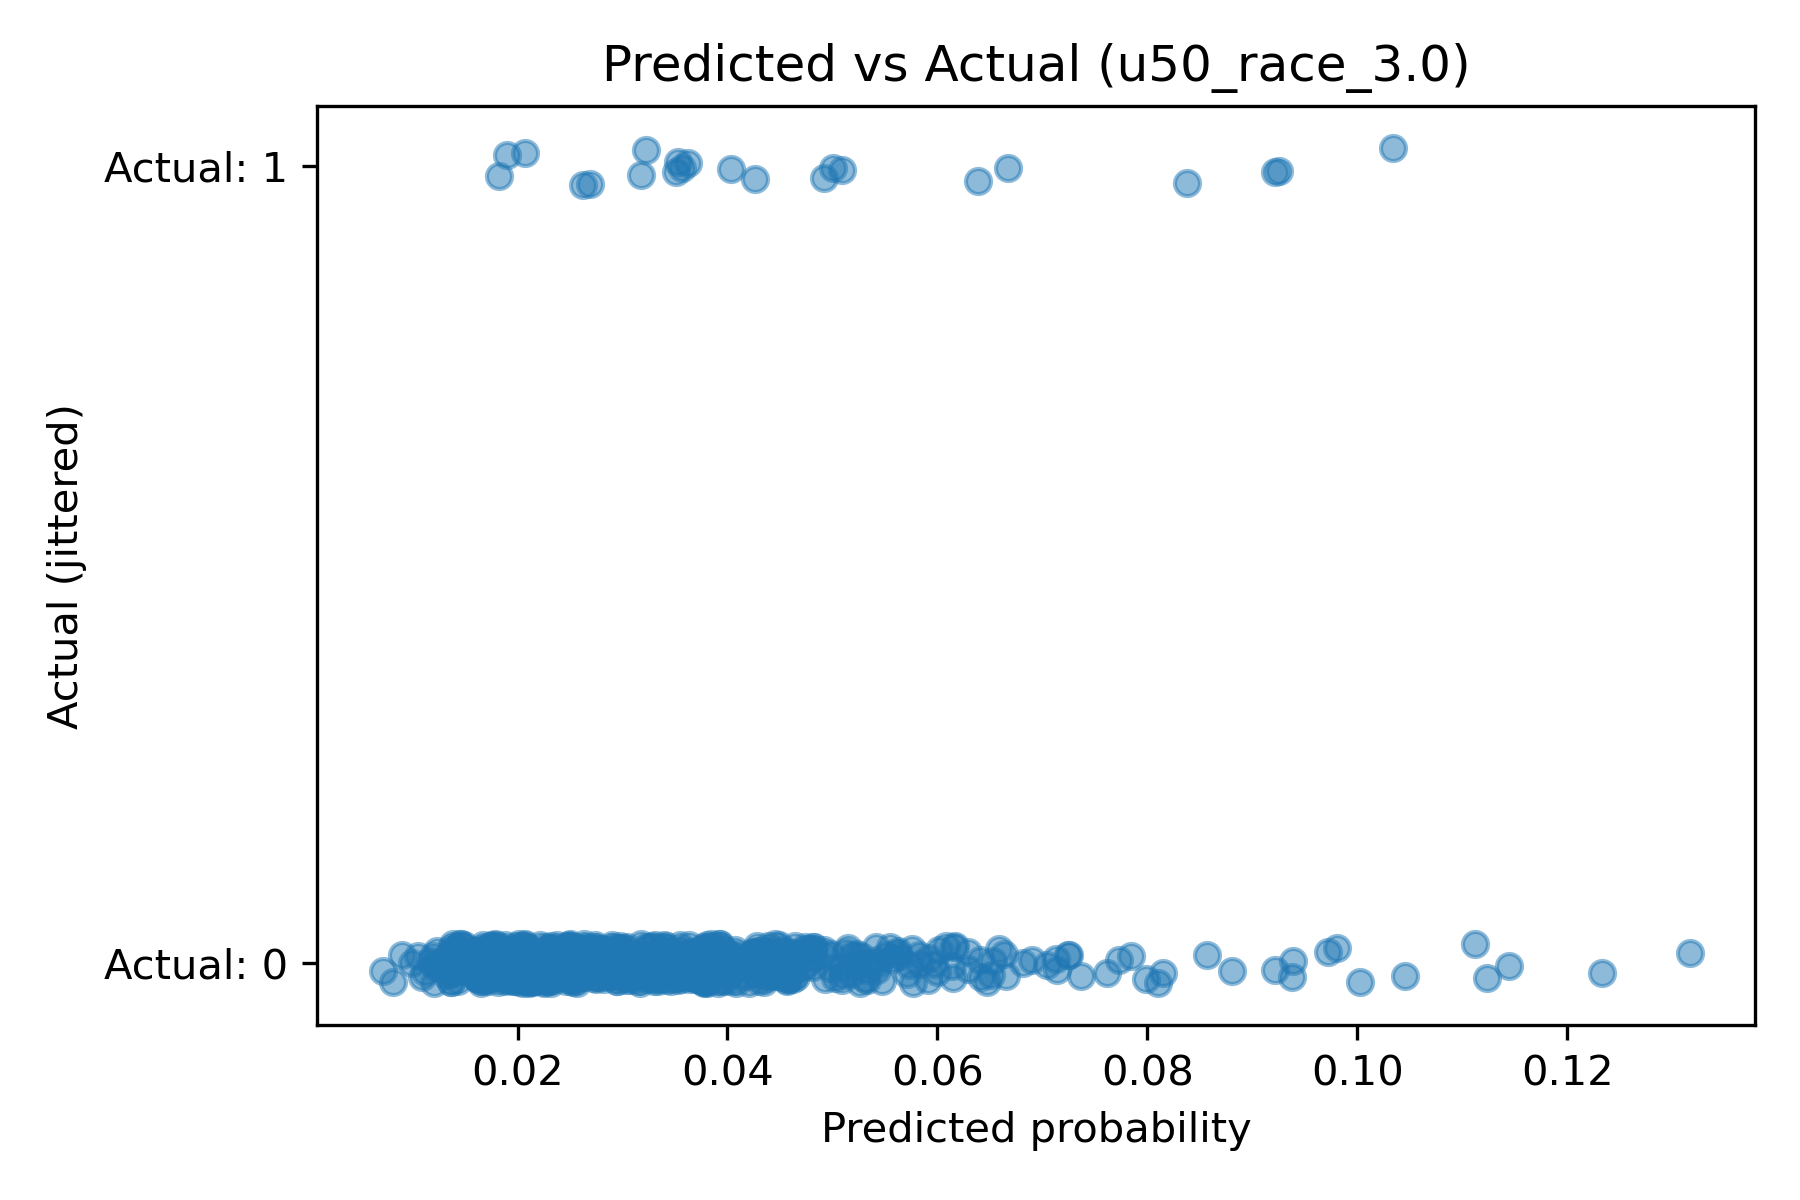 Predicted vs Actual (u50_race_3.0)
Actual: 1
Actual (jittered)
Actual: 0
0.02 0.04 0.06 0.08 0.10 0.12
Predicted probability